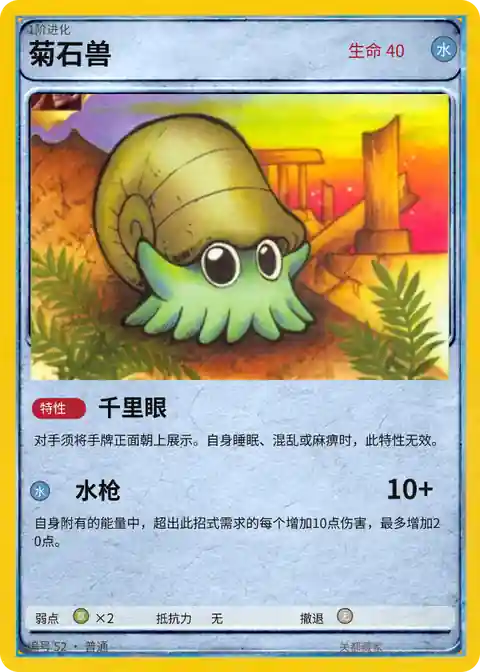 1阶进化
菊石兽
生命 40
水
特性
千里眼
对手须将手牌正面朝上展示。自身睡眠、混乱或麻痹时，此特性无效。
水
水枪
10+
自身附有的能量中，超出此招式需求的每个增加10点伤害，最多增加2
0点。
弱点
×2
抵抗力 无
撤退
编号 52 · 普通